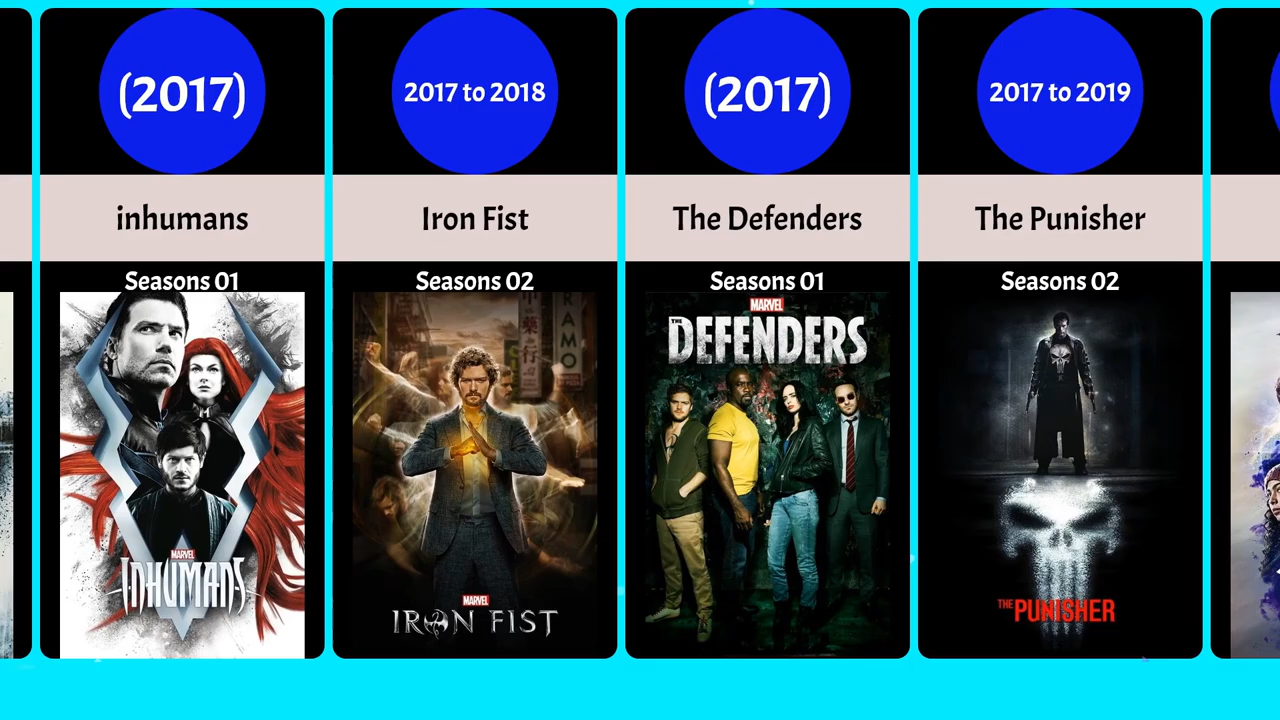 (2017)
inhumans
Seasons 01
MARVEL
INHUMANS
2017 to 2018
Iron Fist
Seasons 02
MARVEL
IRON FIST
(2017)
The Defenders
Seasons 01
MARVEL
THE
DEFENDERS
2017 to 2019
The Punisher
Seasons 02
THE PUNISHER